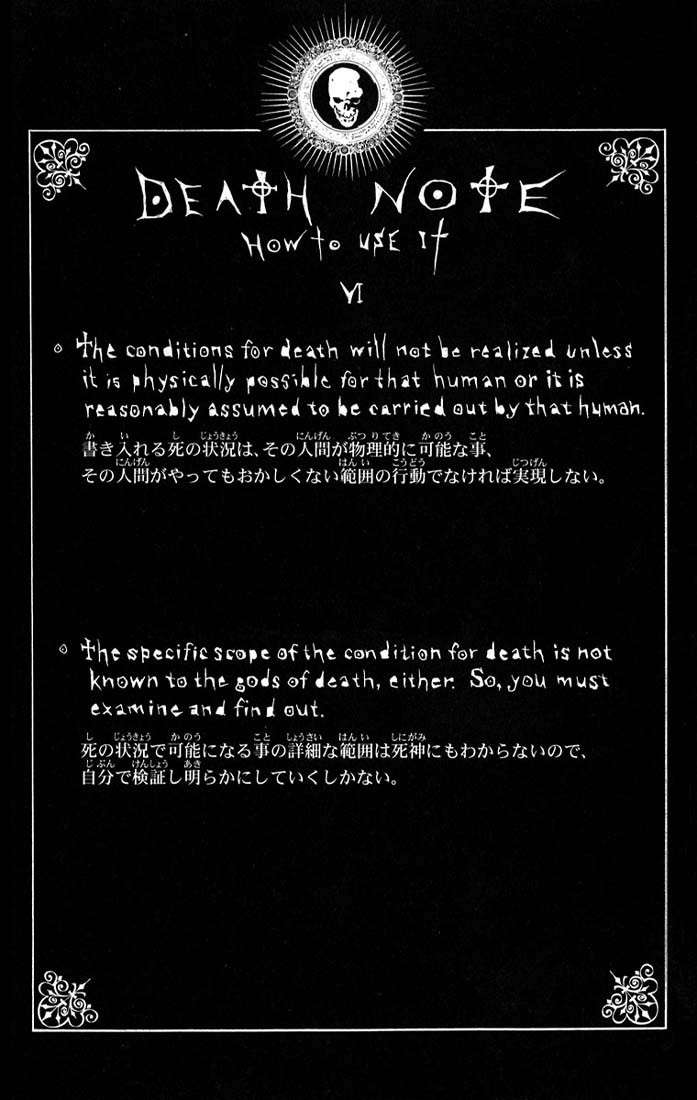 DEATH NOTE
HOW to USE It
VI
The conditions for death will not be realized unless
it is physically possible for that human or it is
reasonably assumed to be carried out by that human.
書き入れる死の状況は、その人間が物理的に可能な事、
その人間がやってもおかしくない範囲の行動でなければ実現しない。
The specific scope of the condition for death is not
known to the gods of death, either. So, you must
examine and find out.
死の状況で可能になる事の詳細な範囲は死神にもわからないので、
自分で検証し明らかにしていくしかない。